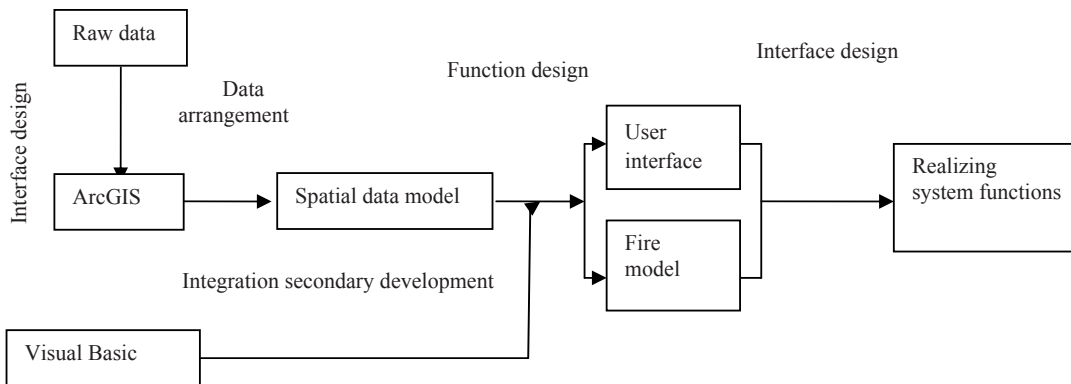 Raw data
Interface design
Function design
Interface design
Data
arrangement
User
interface
Realizing
system functions
ArcGIS
Spatial data model
Fire
model
Integration secondary development
Visual Basic